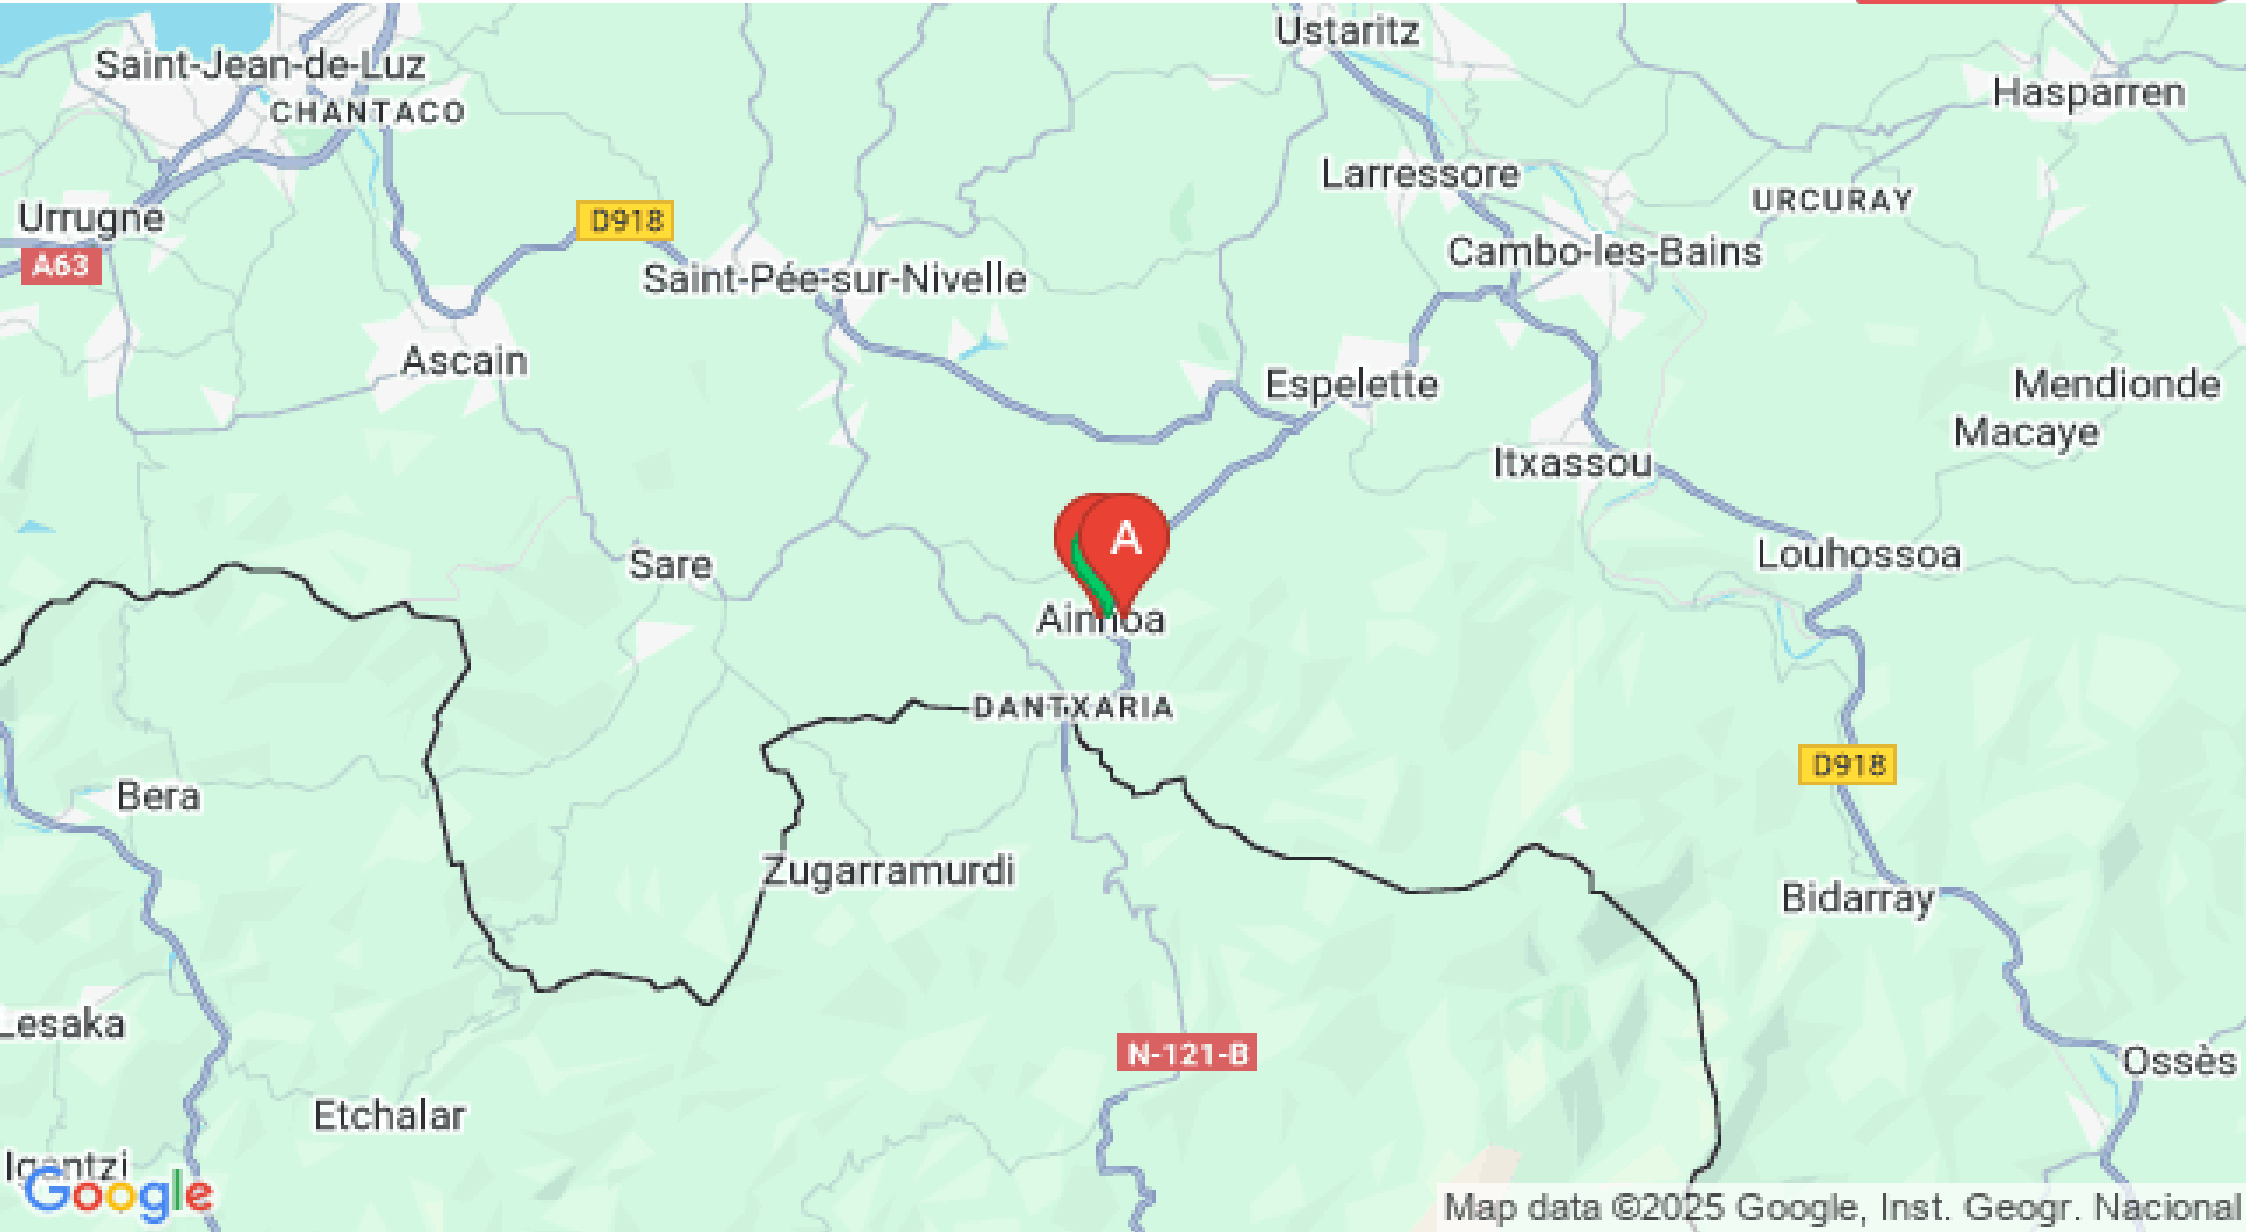 Ustaritz
Saint-Jean-de-Luz
CHANTACO
Hasparren
Larressore
URCURAY
Urrugne
D918
A63
Cambo-les-Bains
Saint-Pée-sur-Nivelle
Ascain
Espelette
Mendionde
Macaye
Itxassou
A
Sare
Louhossoa
Ainhoa
DANTXARIA
D918
Bera
Zugarramurdi
Bidarray
Lesaka
N-121-B
Ossès
Etchalar
Igantzi
Google
Map data ©2025 Google, Inst. Geogr. Nacional